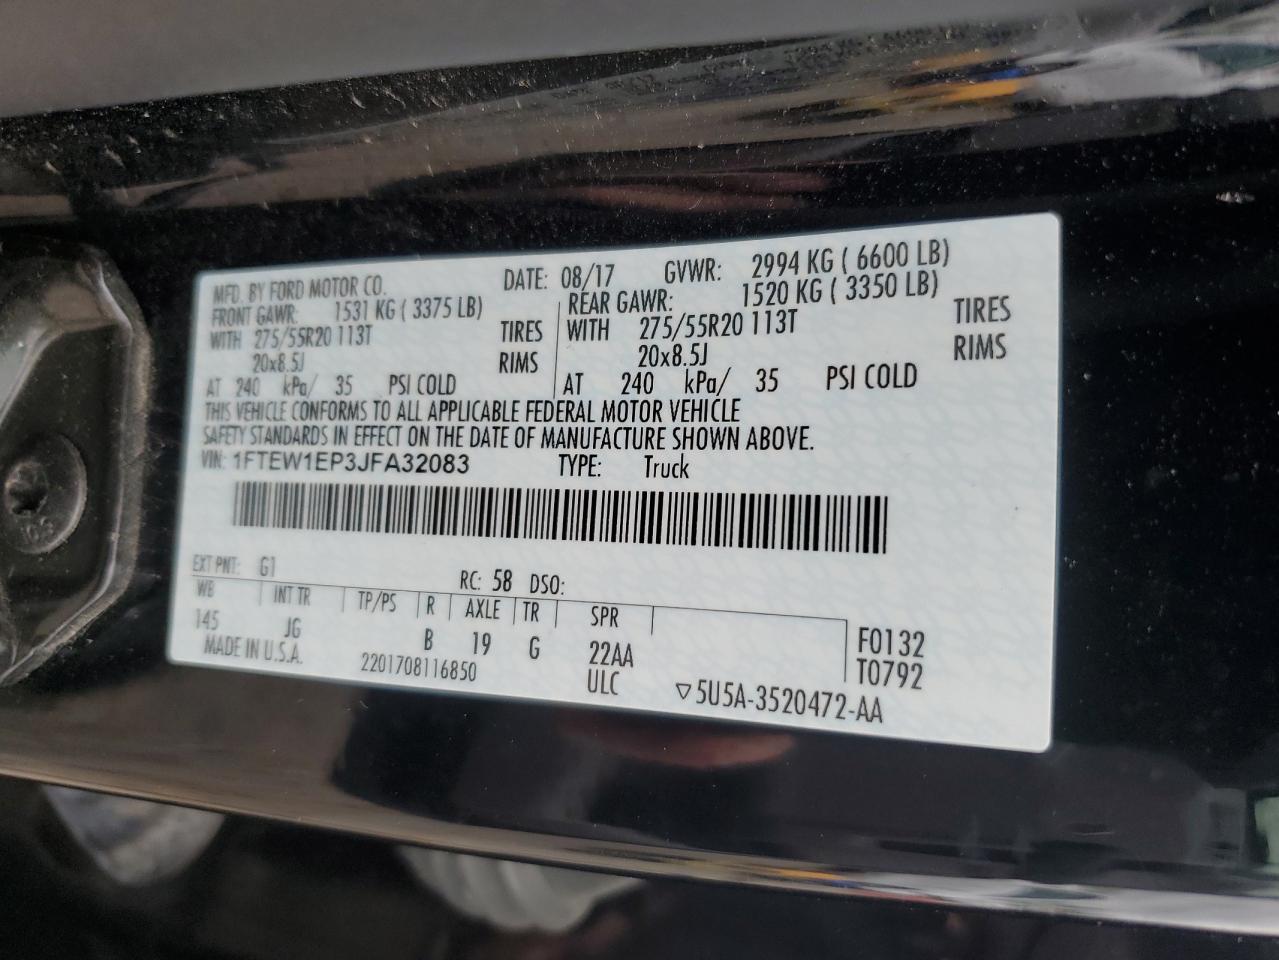 MFD. BY FORD MOTOR CO. DATE: 08/17 GVWR: 2994 KG ( 6600 LB)
FRONT GAWR: 1531 KG ( 3375 LB) REAR GAWR: 1520 KG ( 3350 LB)
WITH 275/55R20 113T TIRES WITH 275/55R20 113T TIRES
20x8.5J RIMS 20x8.5J RIMS
AT 240 kPa/ 35 PSI COLD AT 240 kPa/ 35 PSI COLD
THIS VEHICLE CONFORMS TO ALL APPLICABLE FEDERAL MOTOR VEHICLE
SAFETY STANDARDS IN EFFECT ON THE DATE OF MANUFACTURE SHOWN ABOVE.
VIN: 1FTEW1EP3JFA32083 TYPE: Truck
EXT PNT: G1 RC: 58 DSO:
WB INT TR TP/PS R AXLE TR SPR
145 JG B 19 G 22AA F0132
MADE IN U.S.A. 2201708116850 ULC T0792
▽5U5A-3520472-AA